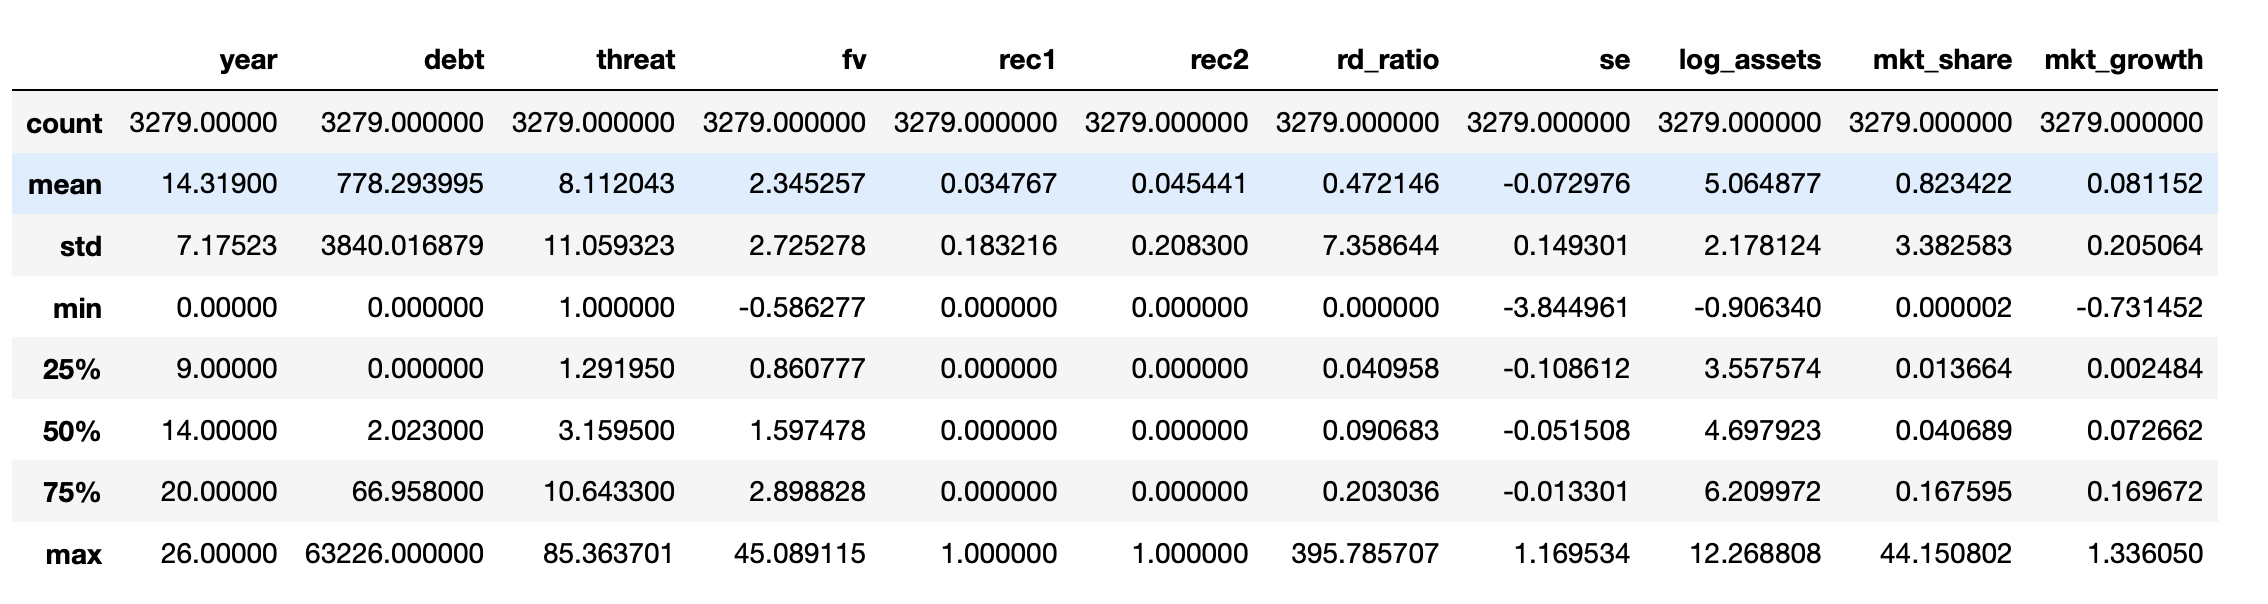 year debt threat fv rec1 rec2 rd_ratio se log_assets mkt_share mkt_growth
count 3279.00000 3279.000000 3279.000000 3279.000000 3279.000000 3279.000000 3279.000000 3279.000000 3279.000000 3279.000000 3279.000000
mean 14.31900 778.293995 8.112043 2.345257 0.034767 0.045441 0.472146 -0.072976 5.064877 0.823422 0.081152
std 7.17523 3840.016879 11.059323 2.725278 0.183216 0.208300 7.358644 0.149301 2.178124 3.382583 0.205064
min 0.00000 0.000000 1.000000 -0.586277 0.000000 0.000000 0.000000 -3.844961 -0.906340 0.000002 -0.731452
25% 9.00000 0.000000 1.291950 0.860777 0.000000 0.000000 0.040958 -0.108612 3.557574 0.013664 0.002484
50% 14.00000 2.023000 3.159500 1.597478 0.000000 0.000000 0.090683 -0.051508 4.697923 0.040689 0.072662
75% 20.00000 66.958000 10.643300 2.898828 0.000000 0.000000 0.203036 -0.013301 6.209972 0.167595 0.169672
max 26.00000 63226.000000 85.363701 45.089115 1.000000 1.000000 395.785707 1.169534 12.268808 44.150802 1.336050